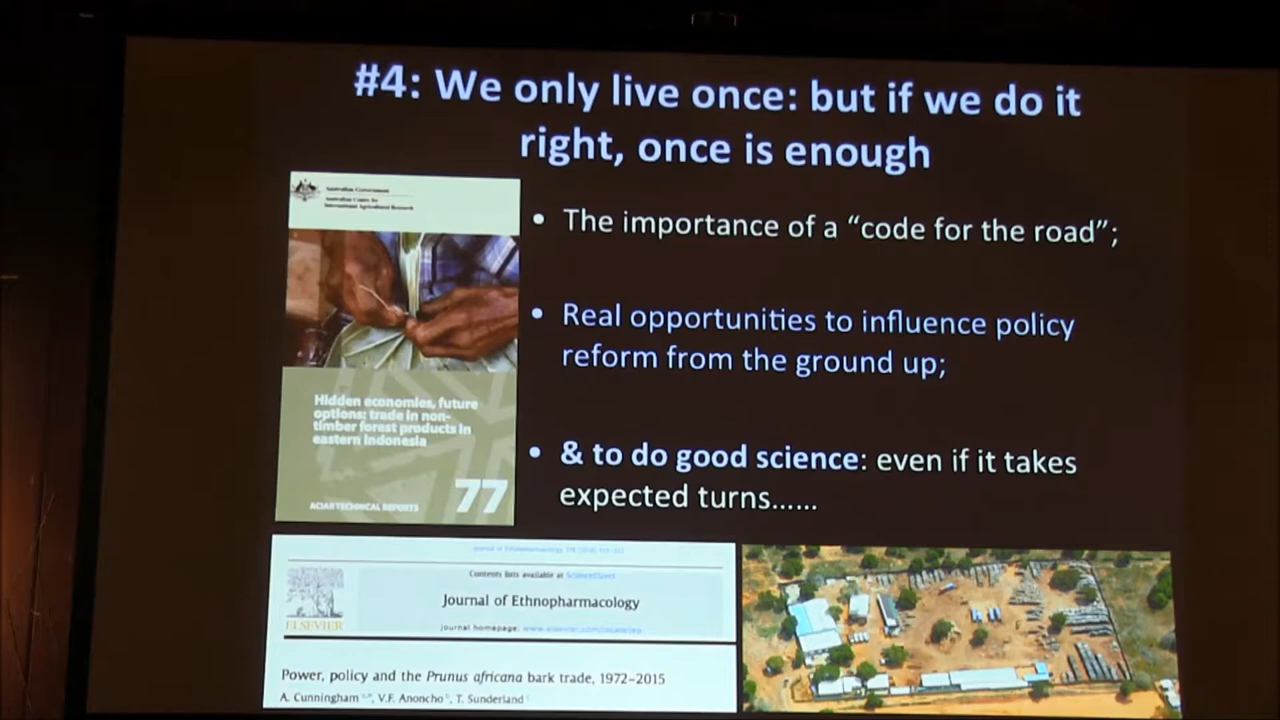 #4: We only live once: but if we do it
right, once is enough
Australian Government
Australian Centre for
International Agricultural Research
• The importance of a “code for the road”;
• Real opportunities to influence policy
reform from the ground up;
Hidden economies, future
options: trade in non-
timber forest products in
eastern Indonesia
• & to do good science: even if it takes
expected turns......
ACIAR TECHNICAL REPORTS 77
Contents lists available at ScienceDirect
Journal of Ethnopharmacology
ELSEVIER
journal homepage: www.elsevier.com/locate/jep
Power, policy and the Prunus africana bark trade, 1972–2015
A. Cunningham, V.F. Anoncho, T. Sunderland